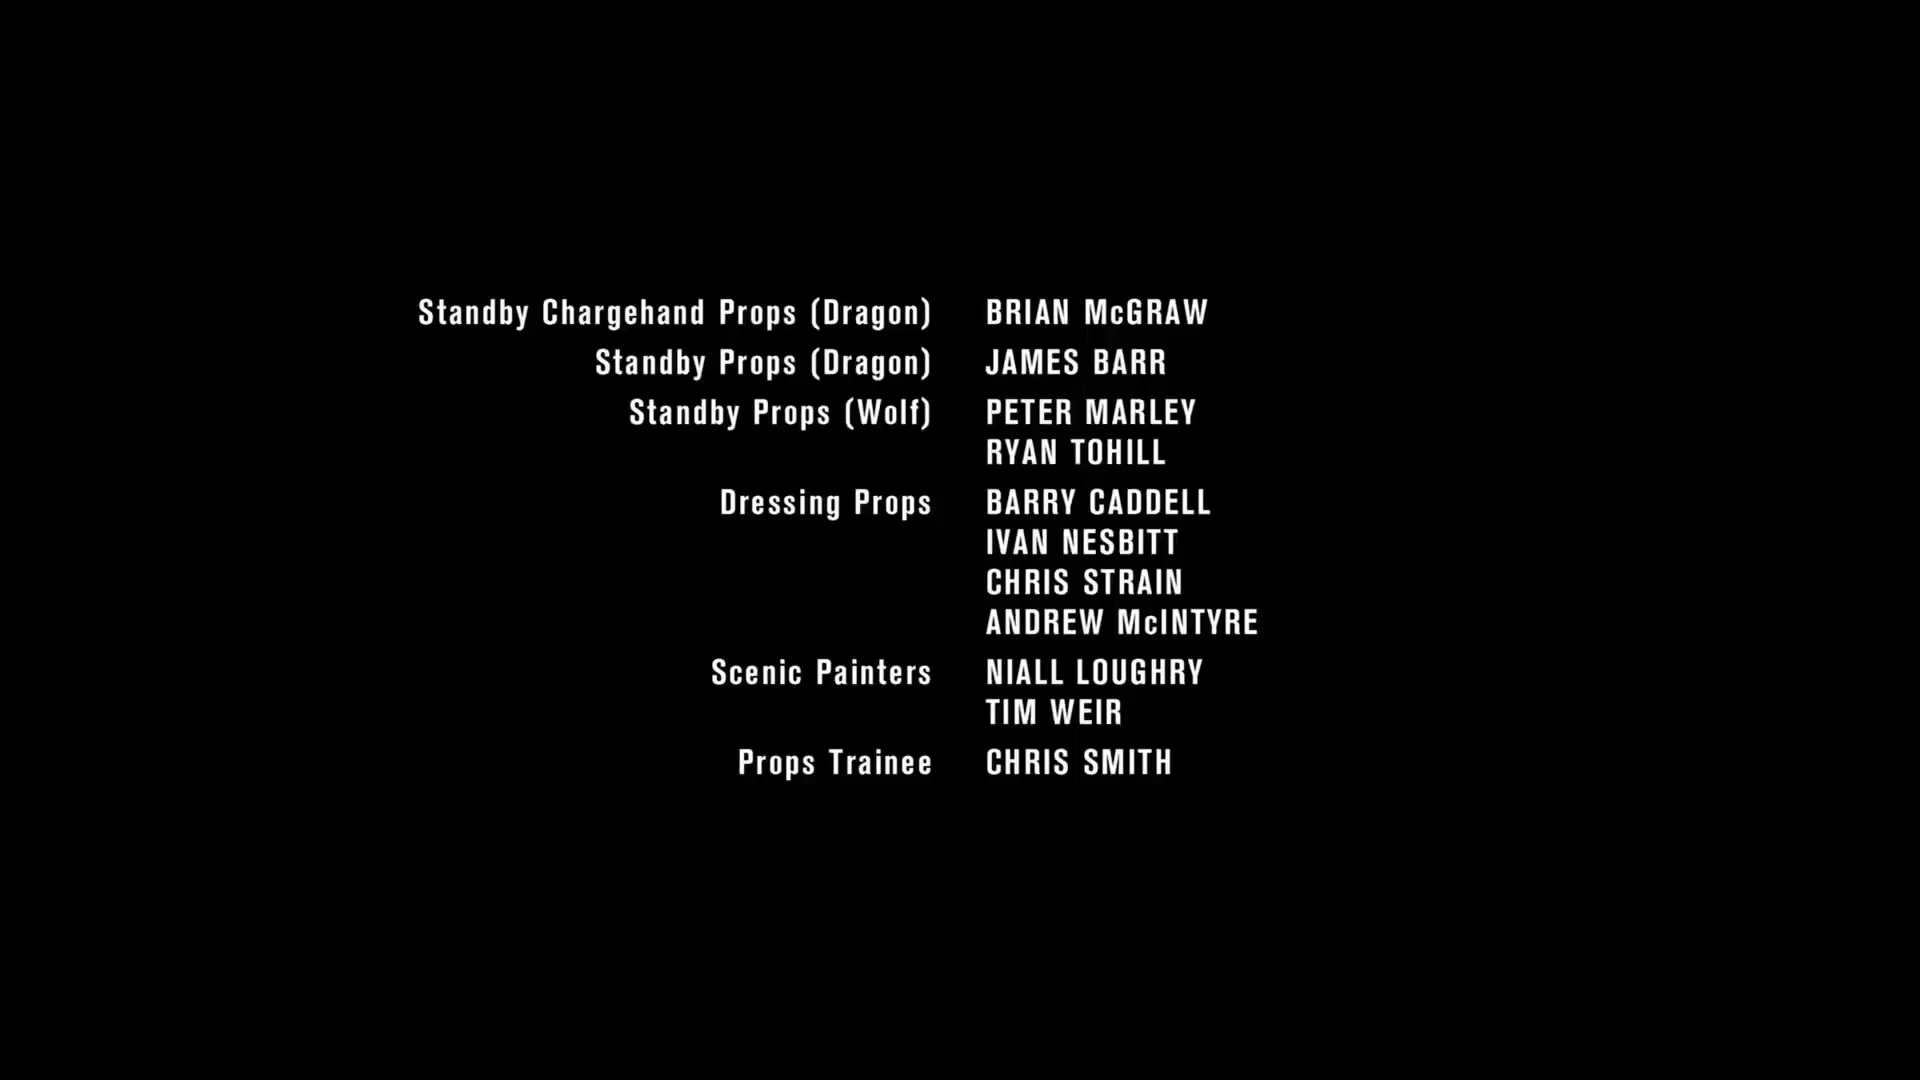 Standby Chargehand Props (Dragon) BRIAN McGRAW
Standby Props (Dragon) JAMES BARR
Standby Props (Wolf) PETER MARLEY
RYAN TOHILL
Dressing Props BARRY CADDELL
IVAN NESBITT
CHRIS STRAIN
ANDREW McINTYRE
Scenic Painters NIALL LOUGHRY
TIM WEIR
Props Trainee CHRIS SMITH